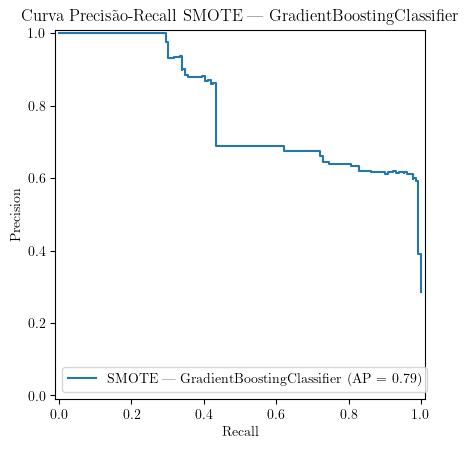 Curva Precisão-Recall SMOTE — GradientBoostingClassifier
1.0
0.8
0.6
0.4
0.2
0.0
Precision
SMOTE — GradientBoostingClassifier (AP = 0.79)
0.0 0.2 0.4 0.6 0.8 1.0
Recall